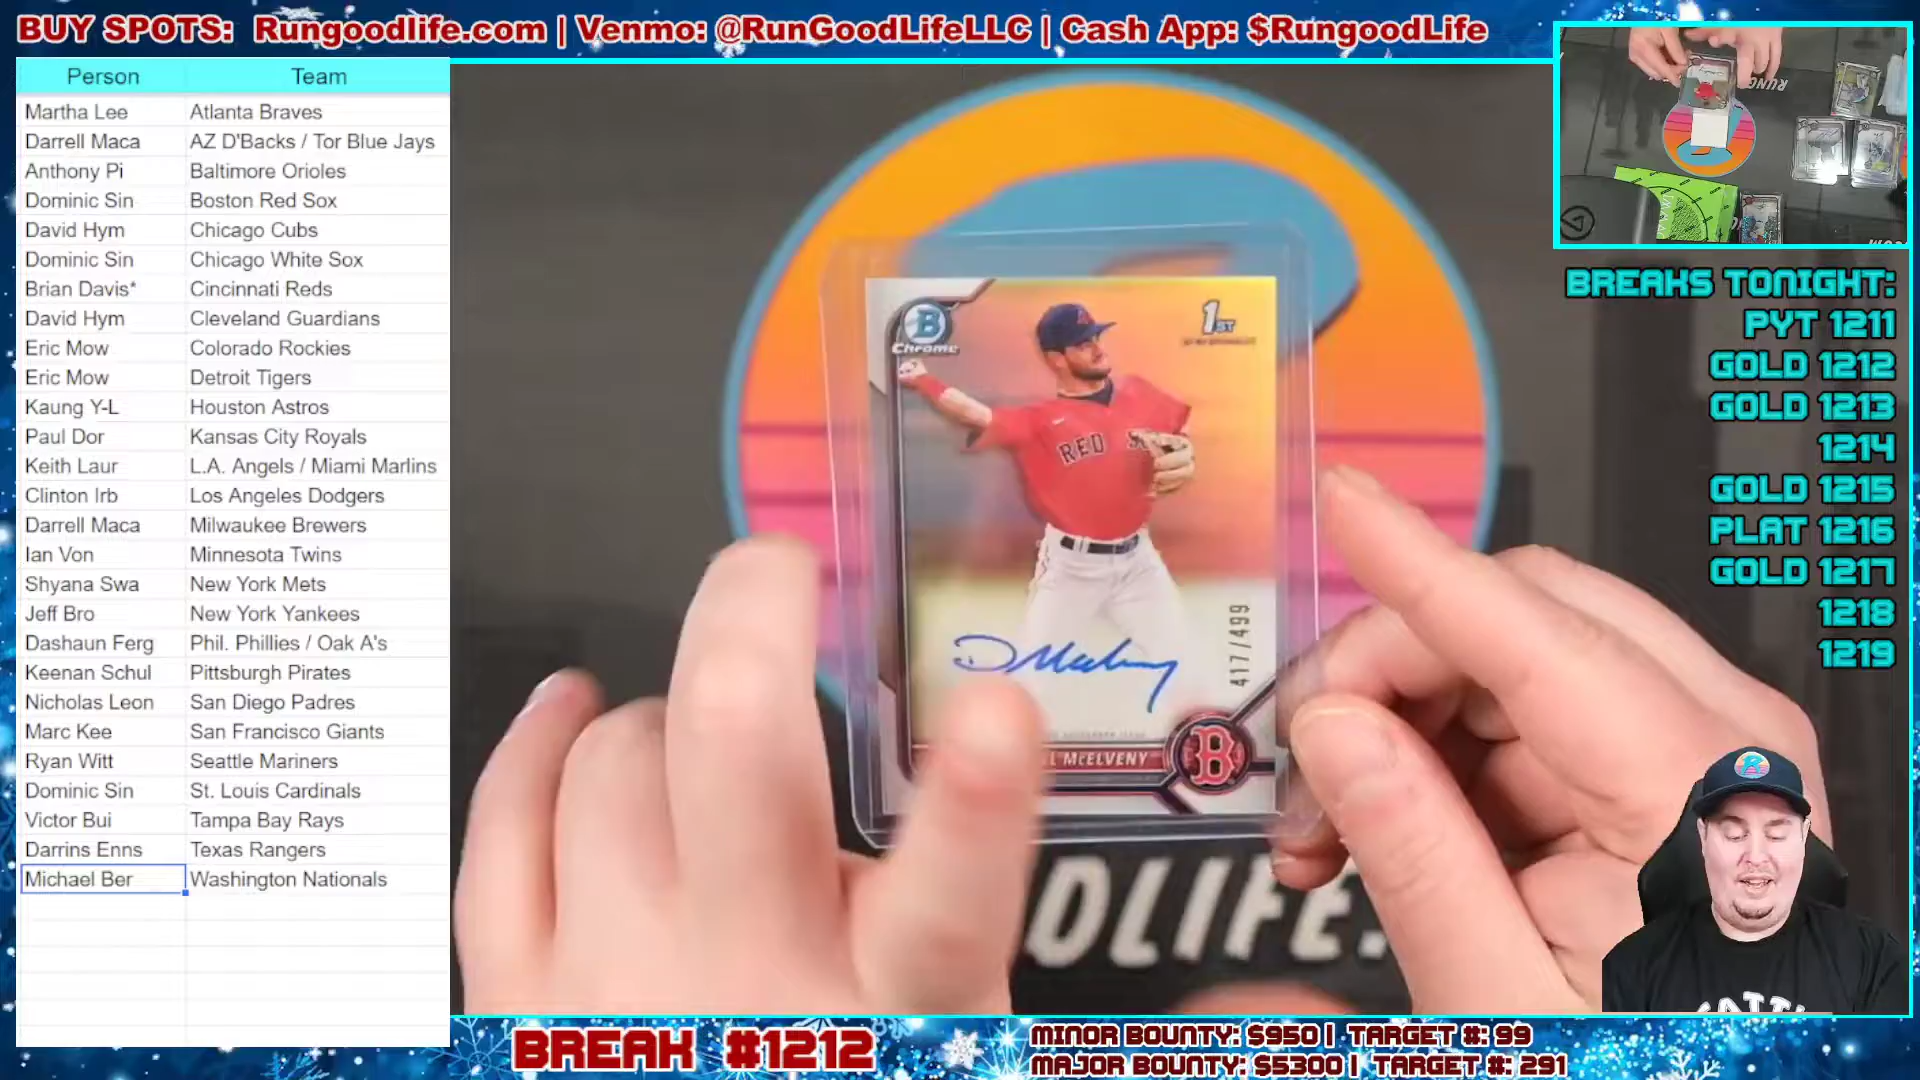 BUY SPOTS: Rungoodlife.com | Venmo: @RunGoodLifeLLC | Cash App: $RungoodLife
Person Team
Martha Lee Atlanta Braves
Darrell Maca AZ D'Backs / Tor Blue Jays
Anthony Pi Baltimore Orioles
Dominic Sin Boston Red Sox
David Hym Chicago Cubs
Dominic Sin Chicago White Sox
Brian Davis* Cincinnati Reds
David Hym Cleveland Guardians
Eric Mow Colorado Rockies
Eric Mow Detroit Tigers
Kaung Y-L Houston Astros
Paul Dor Kansas City Royals
Keith Laur L.A. Angels / Miami Marlins
Clinton Irb Los Angeles Dodgers
Darrell Maca Milwaukee Brewers
Ian Von Minnesota Twins
Shyana Swa New York Mets
Jeff Bro New York Yankees
Dashaun Ferg Phil. Phillies / Oak A's
Keenan Schul Pittsburgh Pirates
Nicholas Leon San Diego Padres
Marc Kee San Francisco Giants
Ryan Witt Seattle Mariners
Dominic Sin St. Louis Cardinals
Victor Bui Tampa Bay Rays
Darrins Enns Texas Rangers
Michael Ber Washington Nationals
B
Chrome
1ST
RED
417/499
McELVENY
B
DLIFE.
BREAKS TONIGHT:
PYT 1211
GOLD 1212
GOLD 1213
1214
GOLD 1215
PLAT 1216
GOLD 1217
1218
1219
R
BREAK #1212
MINOR BOUNTY: $950 | TARGET #: 99
MAJOR BOUNTY: $5300 | TARGET #: 291